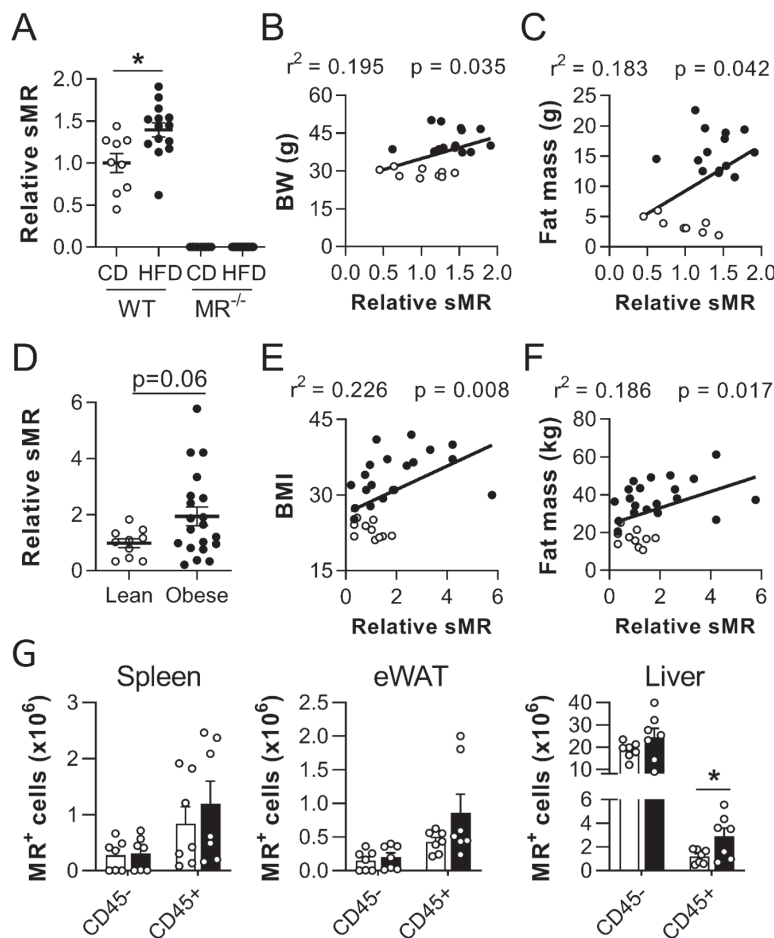 A
*
Relative sMR
2.0
1.5
1.0
0.5
0.0
CD HFD CD HFD
WT MR-/-
B
r2 = 0.195 p = 0.035
BW (g)
60
45
30
15
0
0.0 0.5 1.0 1.5 2.0
Relative sMR
C
r2 = 0.183 p = 0.042
Fat mass (g)
25
20
15
10
5
0
0.0 0.5 1.0 1.5 2.0
Relative sMR
D
p=0.06
Relative sMR
6
4
2
0
Lean Obese
E
r2 = 0.226 p = 0.008
BMI
45
30
15
0 2 4 6
Relative sMR
F
r2 = 0.186 p = 0.017
Fat mass (kg)
80
60
40
20
0
0 2 4 6
Relative sMR
G
Spleen
MR+ cells (x106)
3
2
1
0
CD45- CD45+
eWAT
MR+ cells (x106)
2.5
2.0
1.5
1.0
0.5
0.0
CD45- CD45+
Liver
MR+ cells (x106)
40
30
20
10
6
4
2
0
*
CD45- CD45+